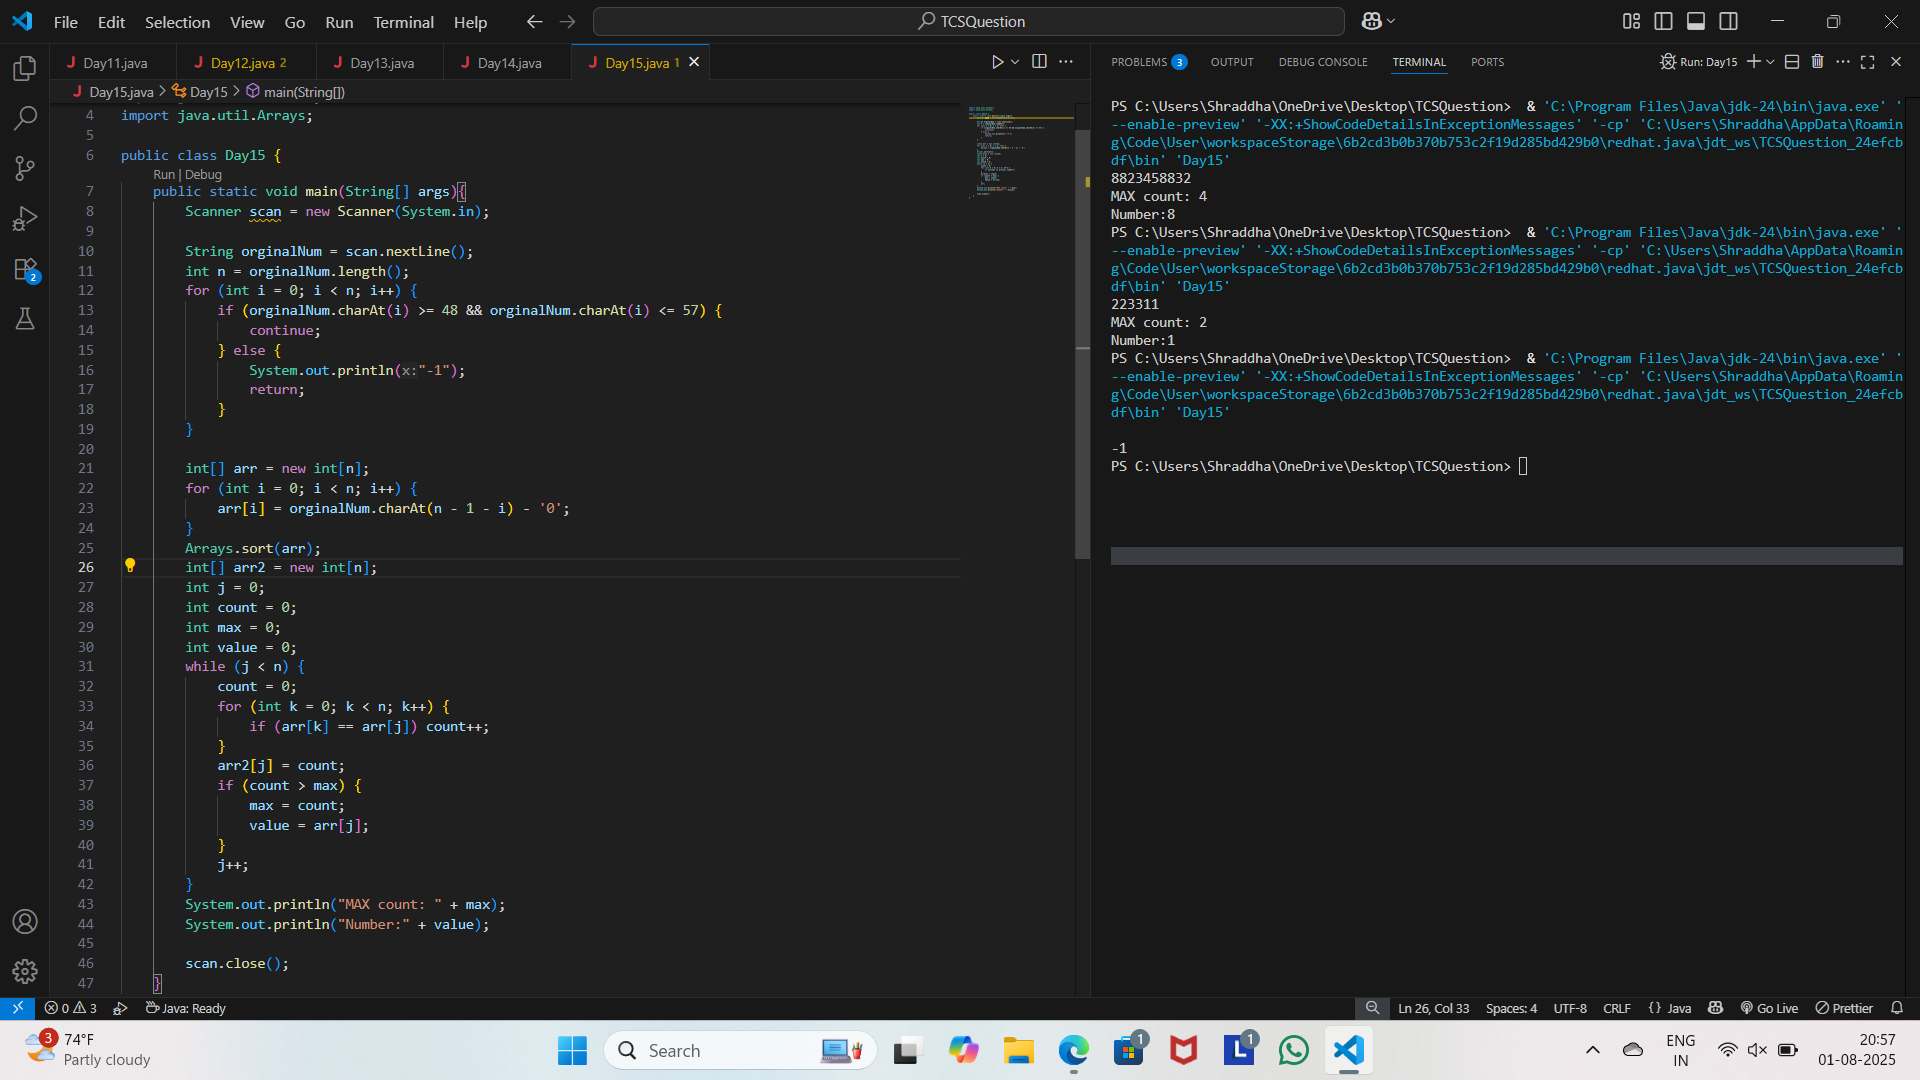 File Edit Selection View Go Run Terminal Help
TCSQuestion
Day11.java
Day12.java 2
Day13.java
Day14.java
Day15.java 1
Day15.java > Day15 > main(String[])
4 import java.util.Arrays;
5
6 public class Day15 {
Run | Debug
7 public static void main(String[] args){
8 Scanner scan = new Scanner(System.in);
9
10 String orginalNum = scan.nextLine();
11 int n = orginalNum.length();
12 for (int i = 0; i < n; i++) {
13 if (orginalNum.charAt(i) >= 48 && orginalNum.charAt(i) <= 57) {
14 continue;
15 } else {
16 System.out.println(x:"-1");
17 return;
18 }
19 }
20
21 int[] arr = new int[n];
22 for (int i = 0; i < n; i++) {
23 arr[i] = orginalNum.charAt(n - 1 - i) - '0';
24 }
25 Arrays.sort(arr);
26 int[] arr2 = new int[n];
27 int j = 0;
28 int count = 0;
29 int max = 0;
30 int value = 0;
31 while (j < n) {
32 count = 0;
33 for (int k = 0; k < n; k++) {
34 if (arr[k] == arr[j]) count++;
35 }
36 arr2[j] = count;
37 if (count > max) {
38 max = count;
39 value = arr[j];
40 }
41 j++;
42 }
43 System.out.println("MAX count: " + max);
44 System.out.println("Number:" + value);
45
46 scan.close();
47 }
PROBLEMS 3 OUTPUT DEBUG CONSOLE TERMINAL PORTS
Run: Day15
PS C:\Users\Shraddha\OneDrive\Desktop\TCSQuestion> & 'C:\Program Files\Java\jdk-24\bin\java.exe' '
--enable-preview' '-XX:+ShowCodeDetailsInExceptionMessages' '-cp' 'C:\Users\Shraddha\AppData\Roamin
g\Code\User\workspaceStorage\6b2cd3b0b370b753c2f19d285bd429b0\redhat.java\jdt_ws\TCSQuestion_24efcb
df\bin' 'Day15'
8823458832
MAX count: 4
Number:8
PS C:\Users\Shraddha\OneDrive\Desktop\TCSQuestion> & 'C:\Program Files\Java\jdk-24\bin\java.exe' '
--enable-preview' '-XX:+ShowCodeDetailsInExceptionMessages' '-cp' 'C:\Users\Shraddha\AppData\Roamin
g\Code\User\workspaceStorage\6b2cd3b0b370b753c2f19d285bd429b0\redhat.java\jdt_ws\TCSQuestion_24efcb
df\bin' 'Day15'
223311
MAX count: 2
Number:1
PS C:\Users\Shraddha\OneDrive\Desktop\TCSQuestion> & 'C:\Program Files\Java\jdk-24\bin\java.exe' '
--enable-preview' '-XX:+ShowCodeDetailsInExceptionMessages' '-cp' 'C:\Users\Shraddha\AppData\Roamin
g\Code\User\workspaceStorage\6b2cd3b0b370b753c2f19d285bd429b0\redhat.java\jdt_ws\TCSQuestion_24efcb
df\bin' 'Day15'
-1
PS C:\Users\Shraddha\OneDrive\Desktop\TCSQuestion>
2
0 3 Java: Ready
Ln 26, Col 33 Spaces: 4 UTF-8 CRLF {} Java Go Live Prettier
3
74°F
Partly cloudy
Search
1
1
ENG
IN
20:57
01-08-2025